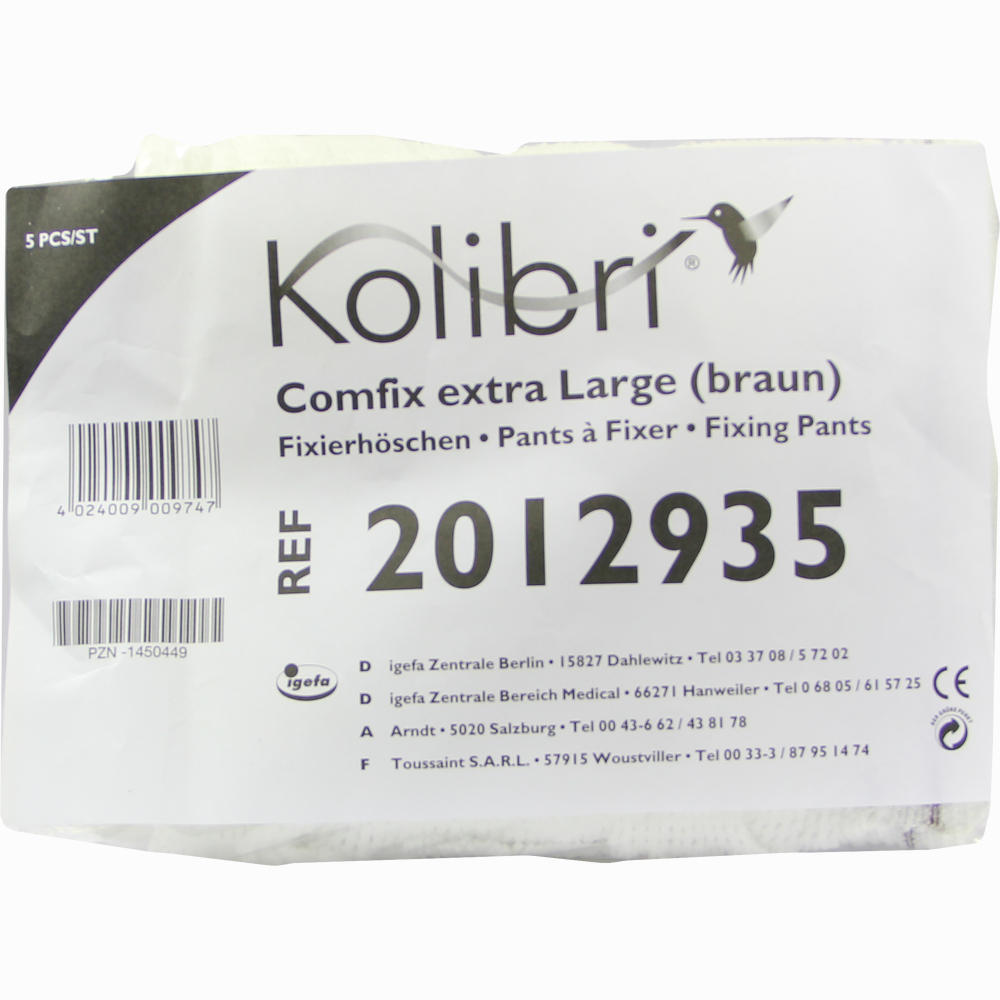 5 PCS/ST
Kolibri®
Comfix extra Large (braun)
Fixierhöschen • Pants à Fixer • Fixing Pants
4 024009 009747
REF 2012935
PZN -1450449
igefa
D igefa Zentrale Berlin • 15827 Dahlewitz • Tel 03 37 08 / 5 72 02
D igefa Zentrale Bereich Medical • 66271 Hanweiler • Tel 0 68 05 / 61 57 25
CE
A Arndt • 5020 Salzburg • Tel 00 43-6 62 / 43 81 78
DER GRÜNE PUNKT
F Toussaint S.A.R.L. • 57915 Woustviller • Tel 00 33-3 / 87 95 14 74